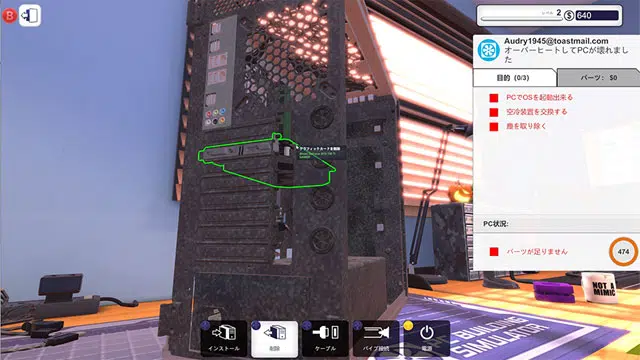 B
レベル 2
$ 640
Audry1945@toastmail.com
オーバーヒートしてPCが壊れました
目的 (0/3)
パーツ: $0
PCでOSを起動出来る
空冷装置を交換する
塵を取り除く
グラフィックカードを削除
PC状況:
パーツが足りません
474
NOT A MIMIC
インストール
削除
ケーブル
パイプ接続
電源
BUILDING
SIMULATOR